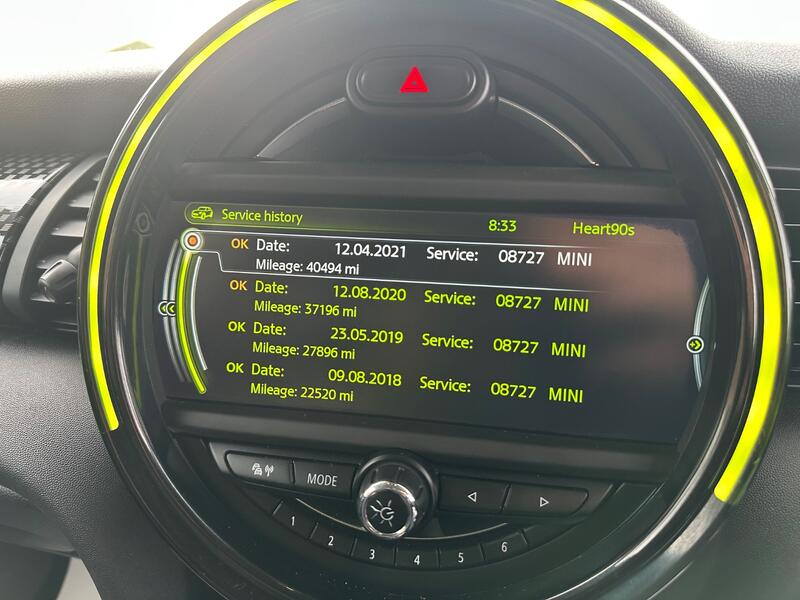 Service history 8:33 Heart90s
OK Date: 12.04.2021 Service: 08727 MINI
Mileage: 40494 mi
OK Date: 12.08.2020 Service: 08727 MINI
Mileage: 37196 mi
OK Date: 23.05.2019 Service: 08727 MINI
Mileage: 27896 mi
OK Date: 09.08.2018 Service: 08727 MINI
Mileage: 22520 mi
MODE
1 2 3 4 5 6